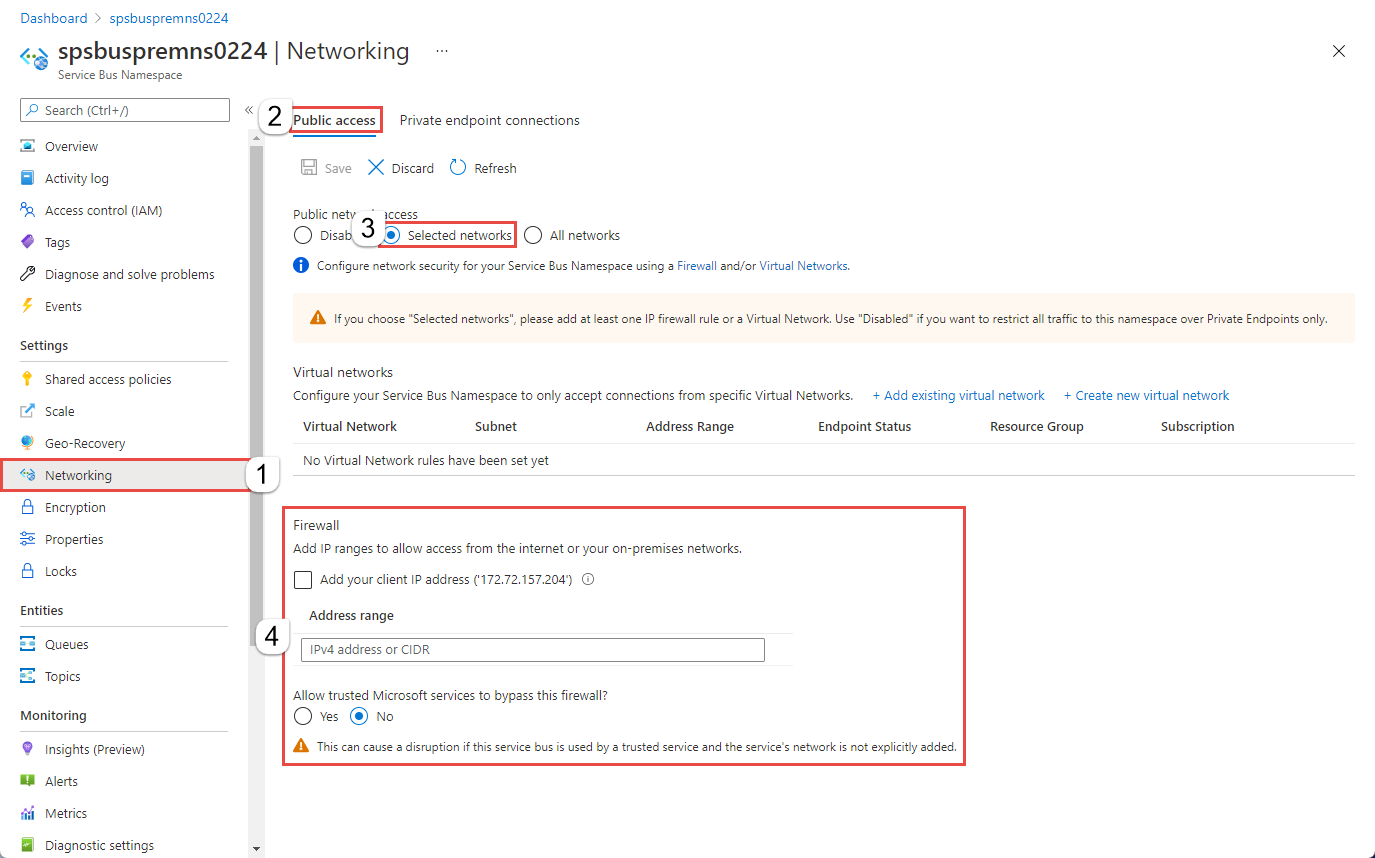 Dashboard > spsbuspremns0224
spsbuspremns0224 | Networking ...
Service Bus Namespace
Search (Ctrl+/) «
Overview
Activity log
Access control (IAM)
Tags
Diagnose and solve problems
Events
Settings
Shared access policies
Scale
Geo-Recovery
Networking 1
Encryption
Properties
Locks
Entities
Queues
Topics
Monitoring
Insights (Preview)
Alerts
Metrics
Diagnostic settings
2 Public access Private endpoint connections
Save Discard Refresh
Public network access
Disab 3 Selected networks All networks
Configure network security for your Service Bus Namespace using a Firewall and/or Virtual Networks.
If you choose "Selected networks", please add at least one IP firewall rule or a Virtual Network. Use "Disabled" if you want to restrict all traffic to this namespace over Private Endpoints only.
Virtual networks
Configure your Service Bus Namespace to only accept connections from specific Virtual Networks. + Add existing virtual network + Create new virtual network
Virtual Network Subnet Address Range Endpoint Status Resource Group Subscription
No Virtual Network rules have been set yet
Firewall
Add IP ranges to allow access from the internet or your on-premises networks.
Add your client IP address ('172.72.157.204')
Address range
4 IPv4 address or CIDR
Allow trusted Microsoft services to bypass this firewall?
Yes No
This can cause a disruption if this service bus is used by a trusted service and the service's network is not explicitly added.